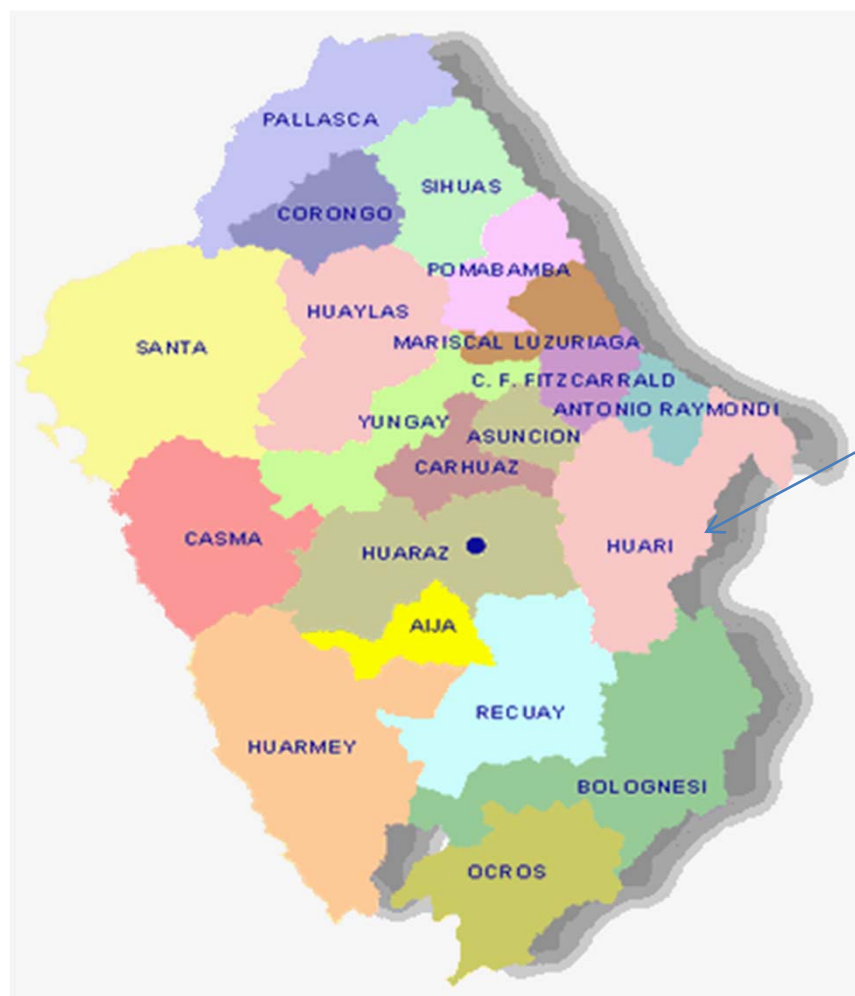 PALLASCA
SIHUAS
CORONGO
POMABAMBA
HUAYLAS
SANTA
MARISCAL LUZURIAGA
C. F. FITZCARRALD
ANTONIO RAYMONDI
YUNGAY
ASUNCION
CARHUAZ
CASMA
HUARI
HUARAZ
AIJA
RECUAY
HUARMEY
BOLOGNESI
OCROS